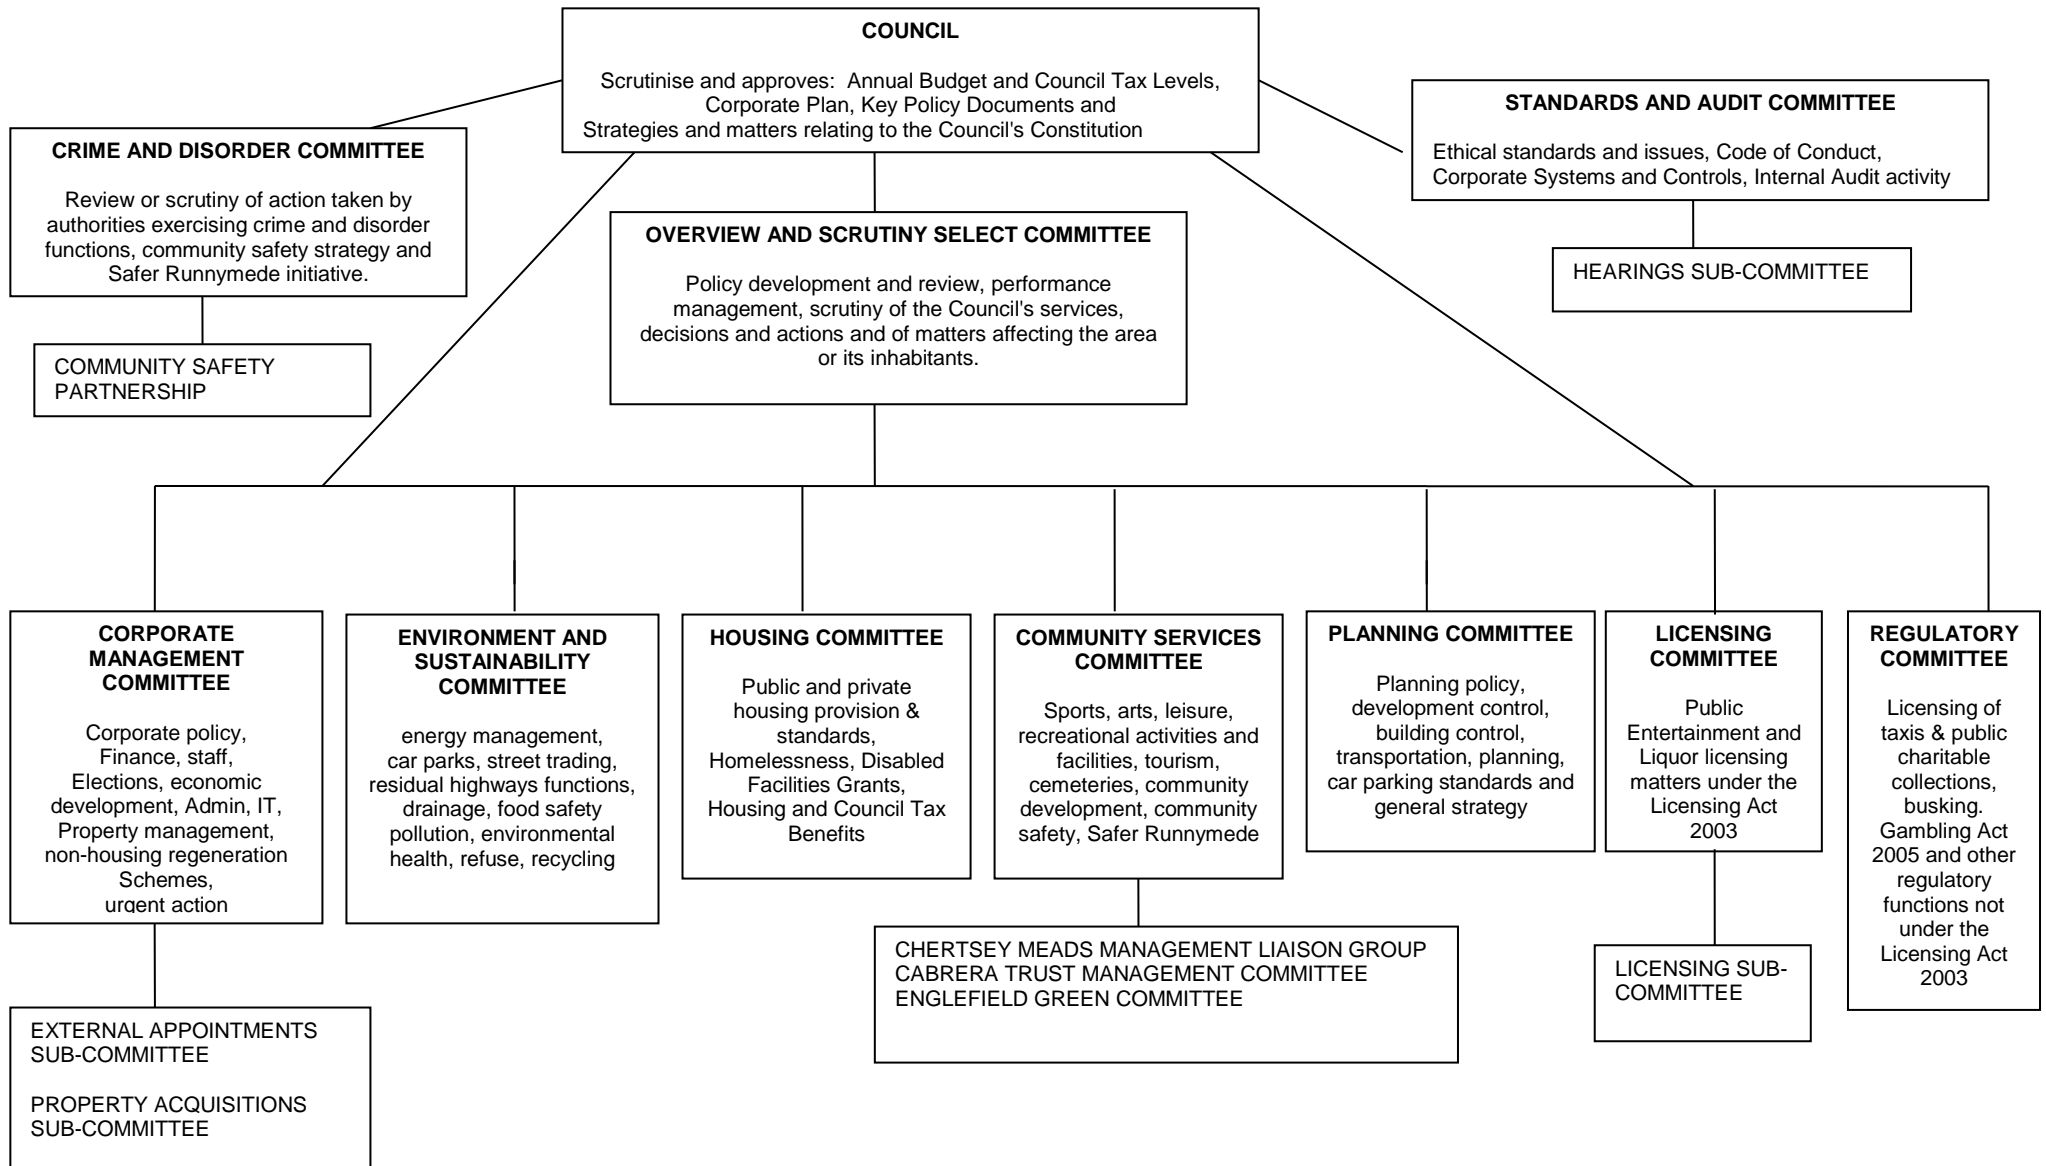 COUNCIL
Scrutinise and approves:  Annual Budget and Council Tax Levels,
Corporate Plan, Key Policy Documents and
Strategies and matters relating to the Council's Constitution
STANDARDS AND AUDIT COMMITTEE
Ethical standards and issues, Code of Conduct,
Corporate Systems and Controls, Internal Audit activity
CRIME AND DISORDER COMMITTEE
Review or scrutiny of action taken by
authorities exercising crime and disorder
functions, community safety strategy and
Safer Runnymede initiative.
OVERVIEW AND SCRUTINY SELECT COMMITTEE
Policy development and review, performance
management, scrutiny of the Council's services,
decisions and actions and of matters affecting the area
or its inhabitants.
HEARINGS SUB-COMMITTEE
COMMUNITY SAFETY
PARTNERSHIP
CORPORATE
MANAGEMENT
COMMITTEE
Corporate policy,
Finance, staff,
Elections, economic
development, Admin, IT,
Property management,
non-housing regeneration
Schemes,
urgent action
ENVIRONMENT AND
SUSTAINABILITY
COMMITTEE
energy management,
car parks, street trading,
residual highways functions,
drainage, food safety
pollution, environmental
health, refuse, recycling
HOUSING COMMITTEE
Public and private
housing provision &
standards,
Homelessness, Disabled
Facilities Grants,
Housing and Council Tax
Benefits
COMMUNITY SERVICES
COMMITTEE
Sports, arts, leisure,
recreational activities and
facilities, tourism,
cemeteries, community
development, community
safety, Safer Runnymede
PLANNING COMMITTEE
Planning policy,
development control,
building control,
transportation, planning,
car parking standards and
general strategy
LICENSING
COMMITTEE
Public
Entertainment and
Liquor licensing
matters under the
Licensing Act
2003
REGULATORY
COMMITTEE
Licensing of
taxis & public
charitable
collections,
busking.
Gambling Act
2005 and other
regulatory
functions not
under the
Licensing Act
2003
EXTERNAL APPOINTMENTS
SUB-COMMITTEE
PROPERTY ACQUISITIONS
SUB-COMMITTEE
CHERTSEY MEADS MANAGEMENT LIAISON GROUP
CABRERA TRUST MANAGEMENT COMMITTEE
ENGLEFIELD GREEN COMMITTEE
LICENSING SUB-
COMMITTEE